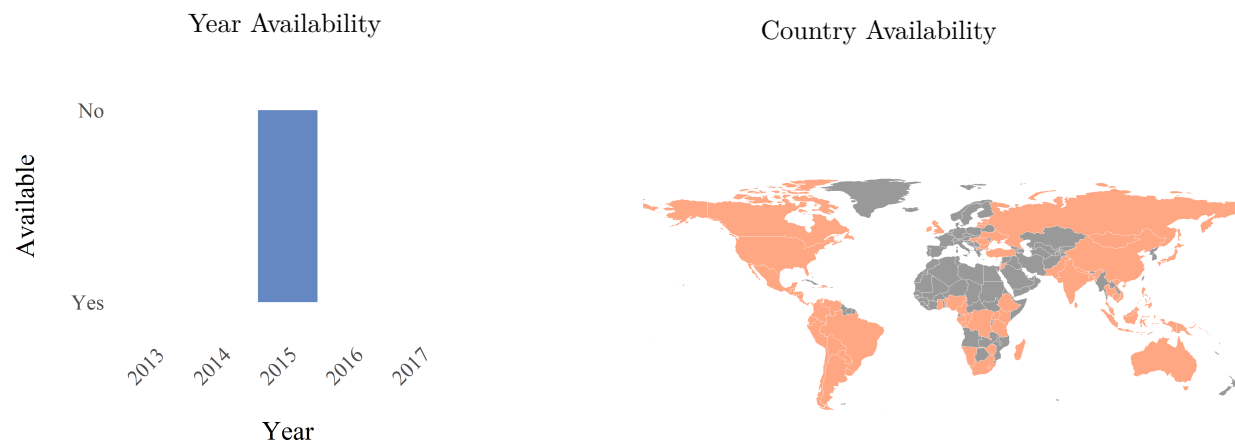 Year Availability
Available
No
Yes
2013
2014
2015
2016
2017
Year
Country Availability